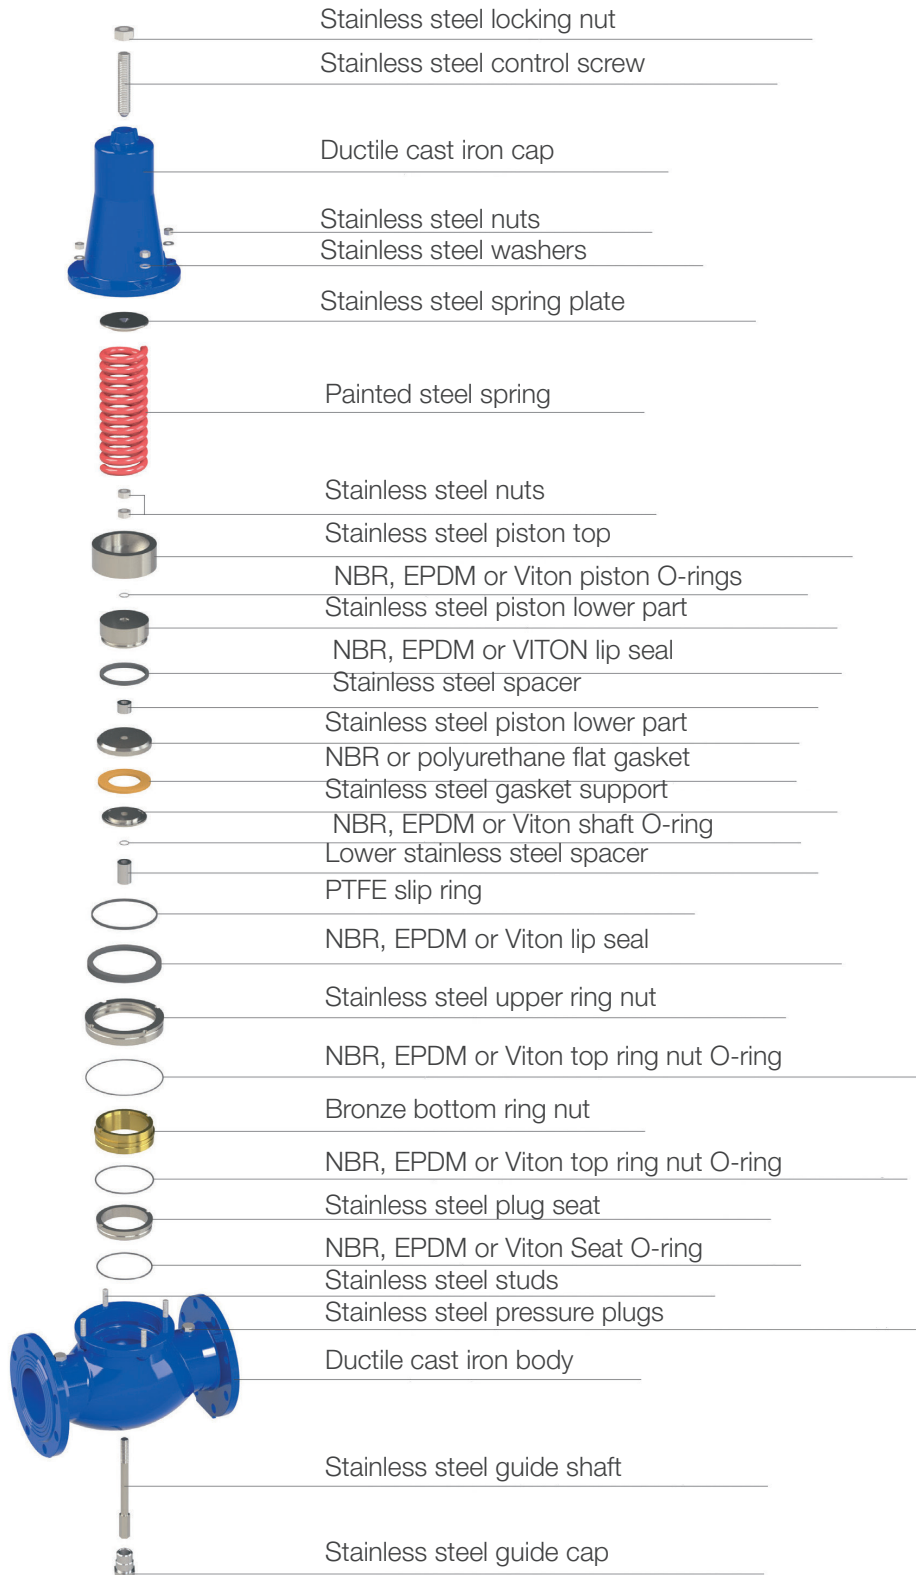 Stainless steel locking nut
Stainless steel control screw
Ductile cast iron cap
Stainless steel nuts
Stainless steel washers
Stainless steel spring plate
Painted steel spring
Stainless steel nuts
Stainless steel piston top
NBR, EPDM or Viton piston O-rings
Stainless steel piston lower part
NBR, EPDM or VITON lip seal
Stainless steel spacer
Stainless steel piston lower part
NBR or polyurethane flat gasket
Stainless steel gasket support
NBR, EPDM or Viton shaft O-ring
Lower stainless steel spacer
PTFE slip ring
NBR, EPDM or Viton lip seal
Stainless steel upper ring nut
NBR, EPDM or Viton top ring nut O-ring
Bronze bottom ring nut
NBR, EPDM or Viton top ring nut O-ring
Stainless steel plug seat
NBR, EPDM or Viton Seat O-ring
Stainless steel studs
Stainless steel pressure plugs
Ductile cast iron body
Stainless steel guide shaft
Stainless steel guide cap